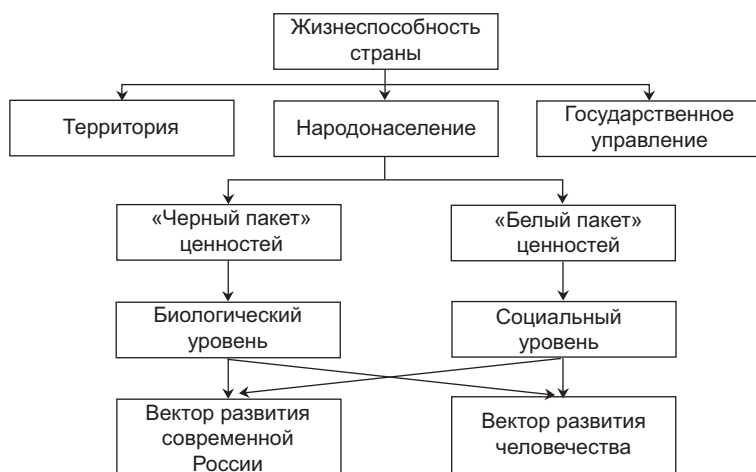 Жизнеспособность
страны
Территория
Народонаселение
Государственное
управление
«Черный пакет»
ценностей
«Белый пакет»
ценностей
Биологический
уровень
Социальный
уровень
Вектор развития
современной
России
Вектор развития
человечества